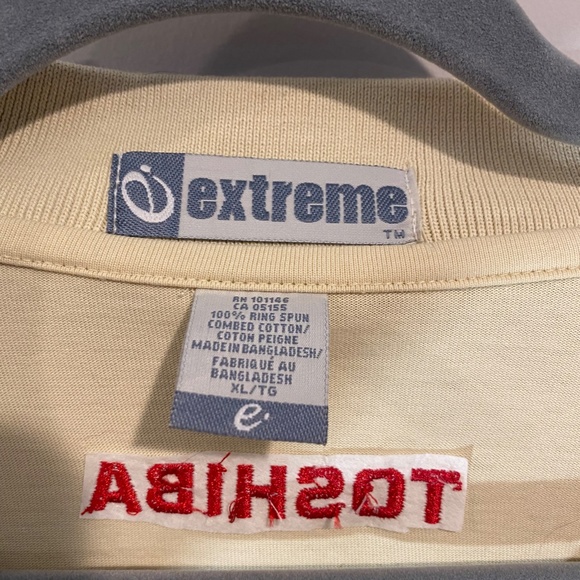 extreme
TM
RN 101146
CA 05155
100% RING SPUN
COMBED COTTON/
COTON PEIGNE
MADE IN BANGLADESH/
FABRIQUÉ AU
BANGLADESH
XL/TG
e
TOSHIBA